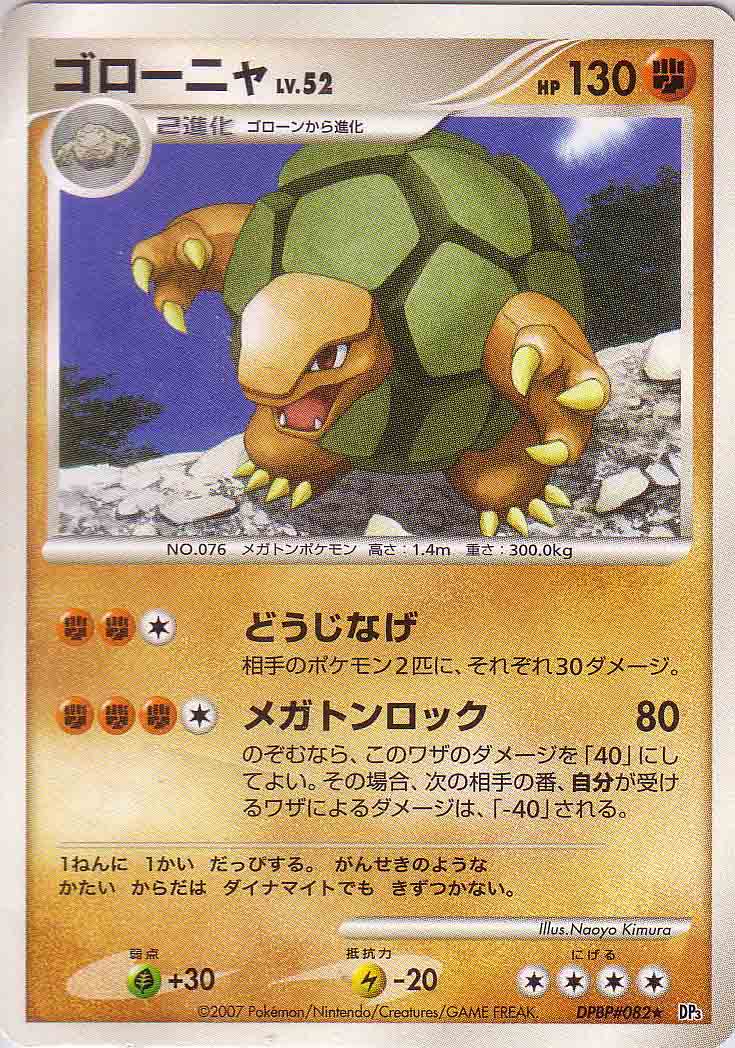 ゴローニャ LV.52 HP 130
2進化 ゴローンから進化
NO.076 メガトンポケモン 高さ:1.4m 重さ:300.0kg
どうじなげ
相手のポケモン2匹に、それぞれ30ダメージ。
メガトンロック 80
のぞむなら、このワザのダメージを「40」にし
てよい。その場合、次の相手の番、自分が受け
るワザによるダメージは、「-40」される。
1ねんに 1かい だっぴする。 がんせきのような
かたい からだは ダイナマイトでも きずつかない。
Illus.Naoyo Kimura
弱点 抵抗力 にげる
+30 -20
©2007 Pokémon/Nintendo/Creatures/GAME FREAK. DPBP#082★ DP3